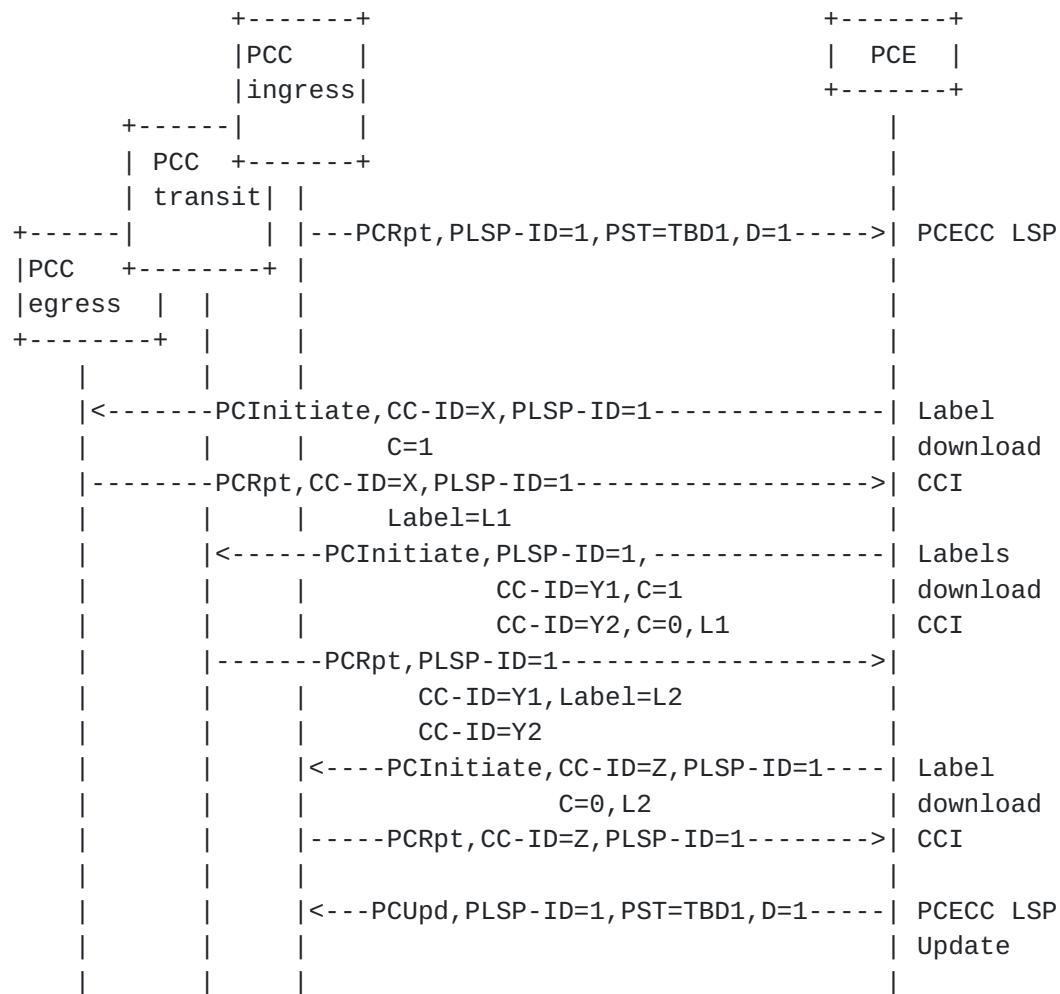 +-------+                              +-------+
                  |PCC    |                              |  PCE  |
                  |ingress|                              +-------+
           +------|       |                                  |
           | PCC  +-------+                                  |
           | transit| |                                      |
    +------|        | |---PCRpt,PLSP-ID=1,PST=TBD1,D=1----->| PCECC LSP
    |PCC   +--------+ |                                      |
    |egress  |  |     |                                      |
    +--------+  |     |                                      |
        |       |     |                                      |
        |<-------PCInitiate,CC-ID=X,PLSP-ID=1---------------| Label
        |       |     |     C=1                              | download
        |--------PCRpt,CC-ID=X,PLSP-ID=1------------------->| CCI
        |       |     |     Label=L1                         |
        |       |<------PCInitiate,PLSP-ID=1,---------------| Labels
        |       |     |            CC-ID=Y1,C=1              | download
        |       |     |            CC-ID=Y2,C=0,L1           | CCI
        |       |-------PCRpt,PLSP-ID=1-------------------->|
        |       |     |       CC-ID=Y1,Label=L2              |
        |       |     |       CC-ID=Y2                       |
        |       |     |<----PCInitiate,CC-ID=Z,PLSP-ID=1----| Label
        |       |     |                C=0,L2                | download
        |       |     |-----PCRpt,CC-ID=Z,PLSP-ID=1-------->| CCI
        |       |     |                                      |
        |       |     |<---PCUpd,PLSP-ID=1,PST=TBD1,D=1-----| PCECC LSP
        |       |     |                                      | Update
        |       |     |                                      |